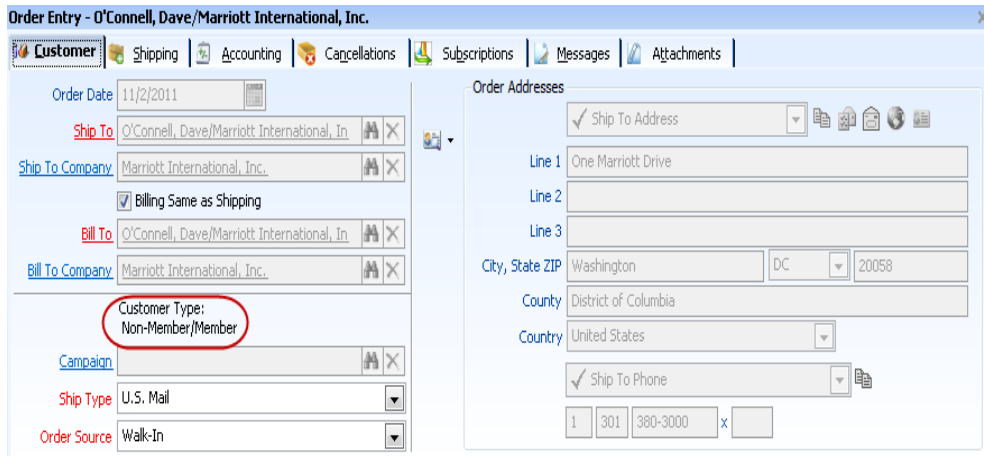 Order Entry - O'Connell, Dave/Marriott International, Inc.
Customer Shipping Accounting Cancellations Subscriptions Messages Attachments
Order Date 11/2/2011
Ship To O'Connell, Dave/Marriott International, In
Ship To Company Marriott International, Inc.
Billing Same as Shipping
Bill To O'Connell, Dave/Marriott International, In
Bill To Company Marriott International, Inc.
Customer Type:
Non-Member/Member
Campaign
Ship Type U.S. Mail
Order Source Walk-In
Order Addresses
Ship To Address
Line 1 One Marriott Drive
Line 2
Line 3
City, State ZIP Washington DC 20058
County District of Columbia
Country United States
Ship To Phone
1 301 380-3000 x